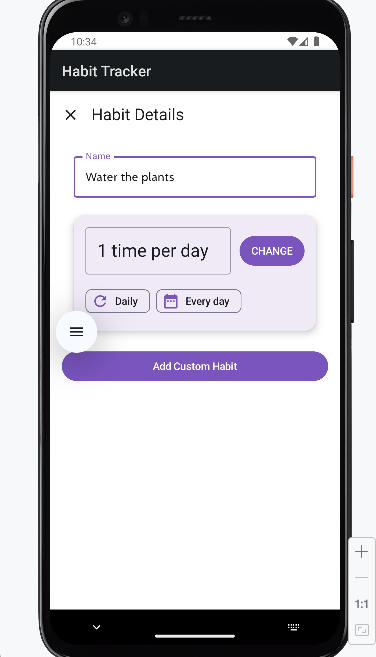 10:34
Habit Tracker
Habit Details
Name
Water the plants
1 time per day
CHANGE
Daily
Every day
Add Custom Habit
1:1